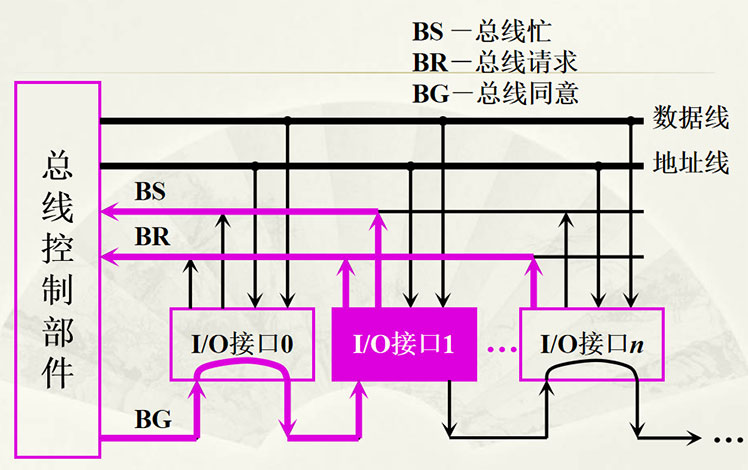 BS－总线忙
BR－总线请求
BG－总线同意
数据线
地址线
总线控制部件
BS
BR
I/O接口0
I/O接口1
…
I/O接口n
BG
…